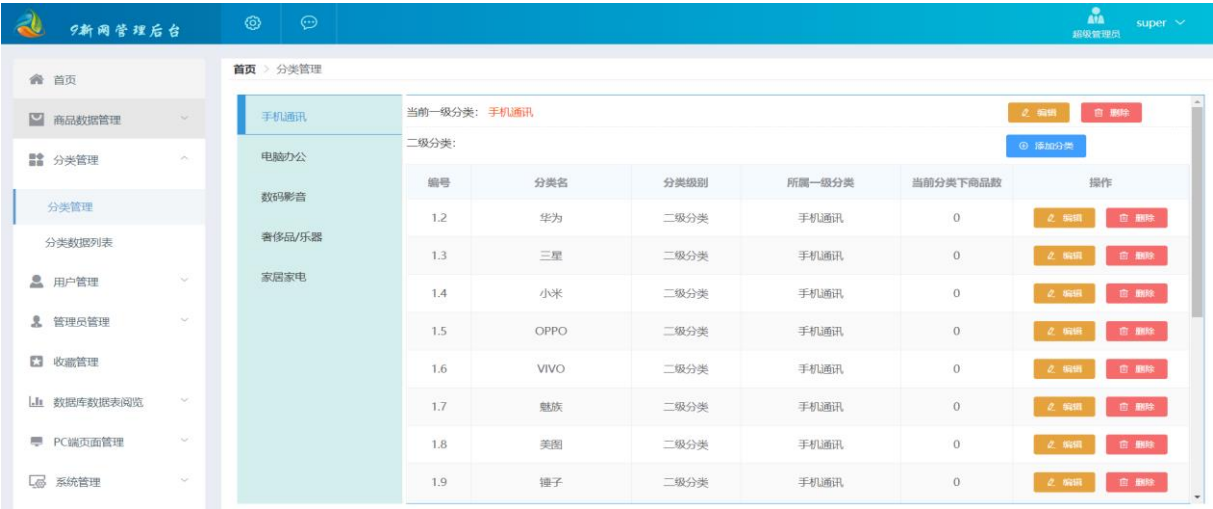 9新网管理后台
超级管理员
super
首页
商品数据管理
分类管理
分类管理
分类数据列表
用户管理
管理员管理
收藏管理
数据库数据表阅览
PC端页面管理
系统管理
首页 > 分类管理
手机通讯
电脑办公
数码影音
奢侈品/乐器
家居家电
当前一级分类: 手机通讯 编辑 删除
二级分类: 添加分类
编号 分类名 分类级别 所属一级分类 当前分类下商品数 操作
1.2 华为 二级分类 手机通讯 0 编辑 删除
1.3 三星 二级分类 手机通讯 0 编辑 删除
1.4 小米 二级分类 手机通讯 0 编辑 删除
1.5 OPPO 二级分类 手机通讯 0 编辑 删除
1.6 VIVO 二级分类 手机通讯 0 编辑 删除
1.7 魅族 二级分类 手机通讯 0 编辑 删除
1.8 美图 二级分类 手机通讯 0 编辑 删除
1.9 锤子 二级分类 手机通讯 0 编辑 删除